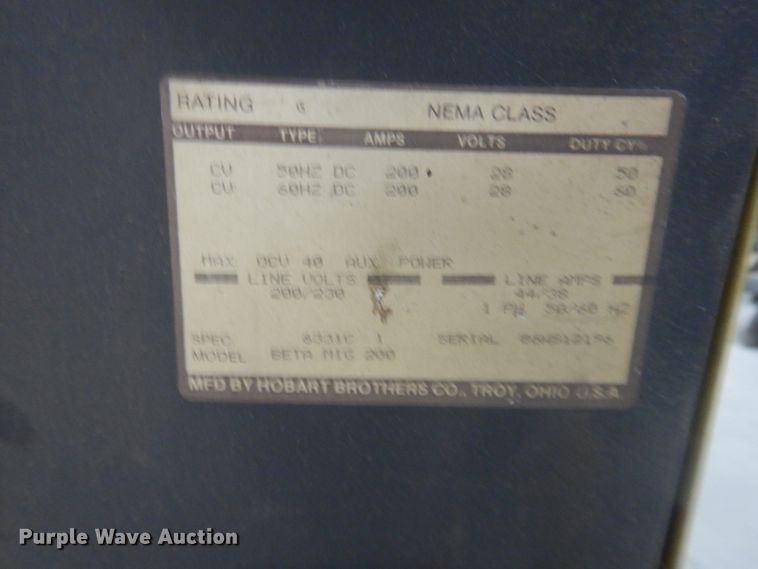 RATING G NEMA CLASS
OUTPUT TYPE AMPS VOLTS DUTY CY%
CV 50HZ DC 200 28 50
CV 60HZ DC 200 28 60
MAX OCV 40 AUX POWER
LINE VOLTS LINE AMPS
200/230 44/38
1 PH 50/60 HZ
SPEC 6331C 1 SERIAL
MODEL BETA MIG 200
MFD BY HOBART BROTHERS CO., TROY, OHIO U.S.A.
Purple Wave Auction